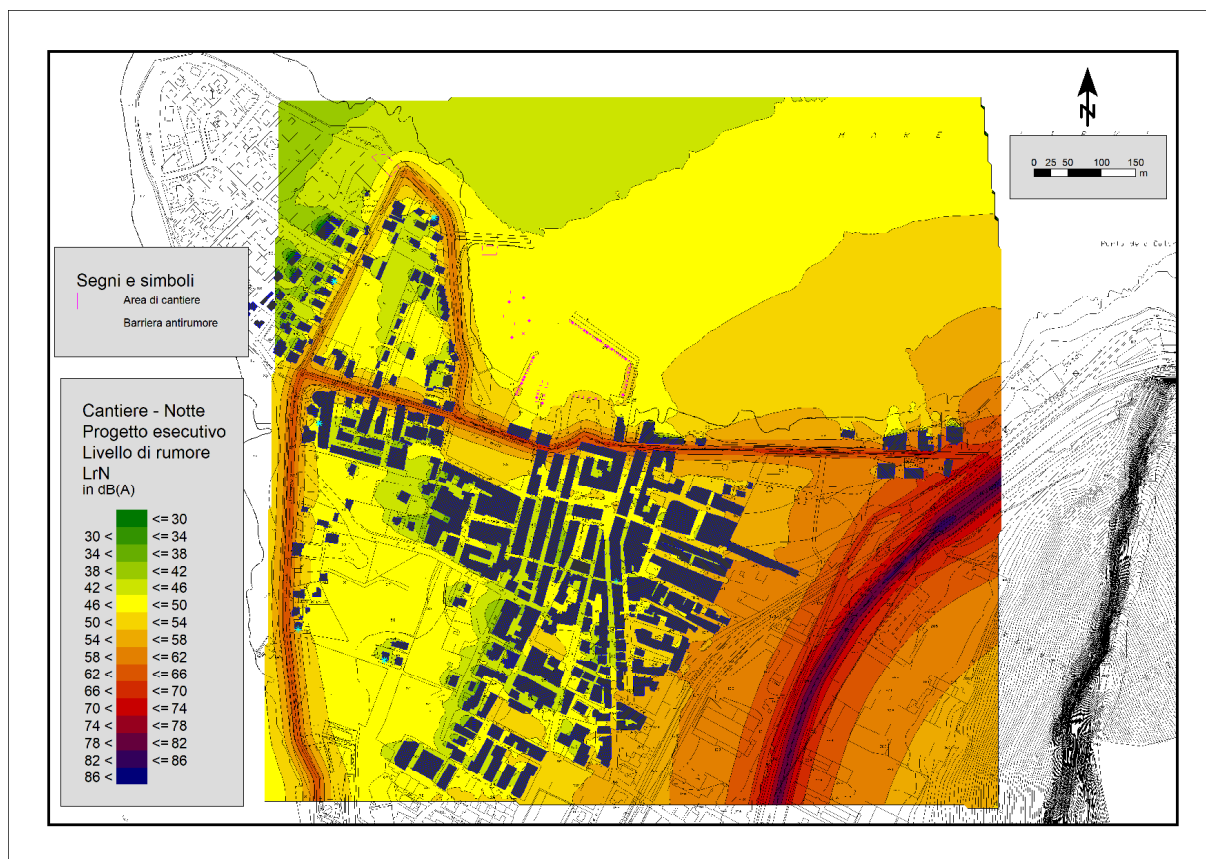 N
M A R E
0 25 50 100 150
m
Segni e simboli
Area di cantiere
Barriera antirumore
Cantiere - Notte
Progetto esecutivo
Livello di rumore
LrN
in dB(A)
<= 30
30 < <= 34
34 < <= 38
38 < <= 42
42 < <= 46
46 < <= 50
50 < <= 54
54 < <= 58
58 < <= 62
62 < <= 66
66 < <= 70
70 < <= 74
74 < <= 78
78 < <= 82
82 < <= 86
86 <